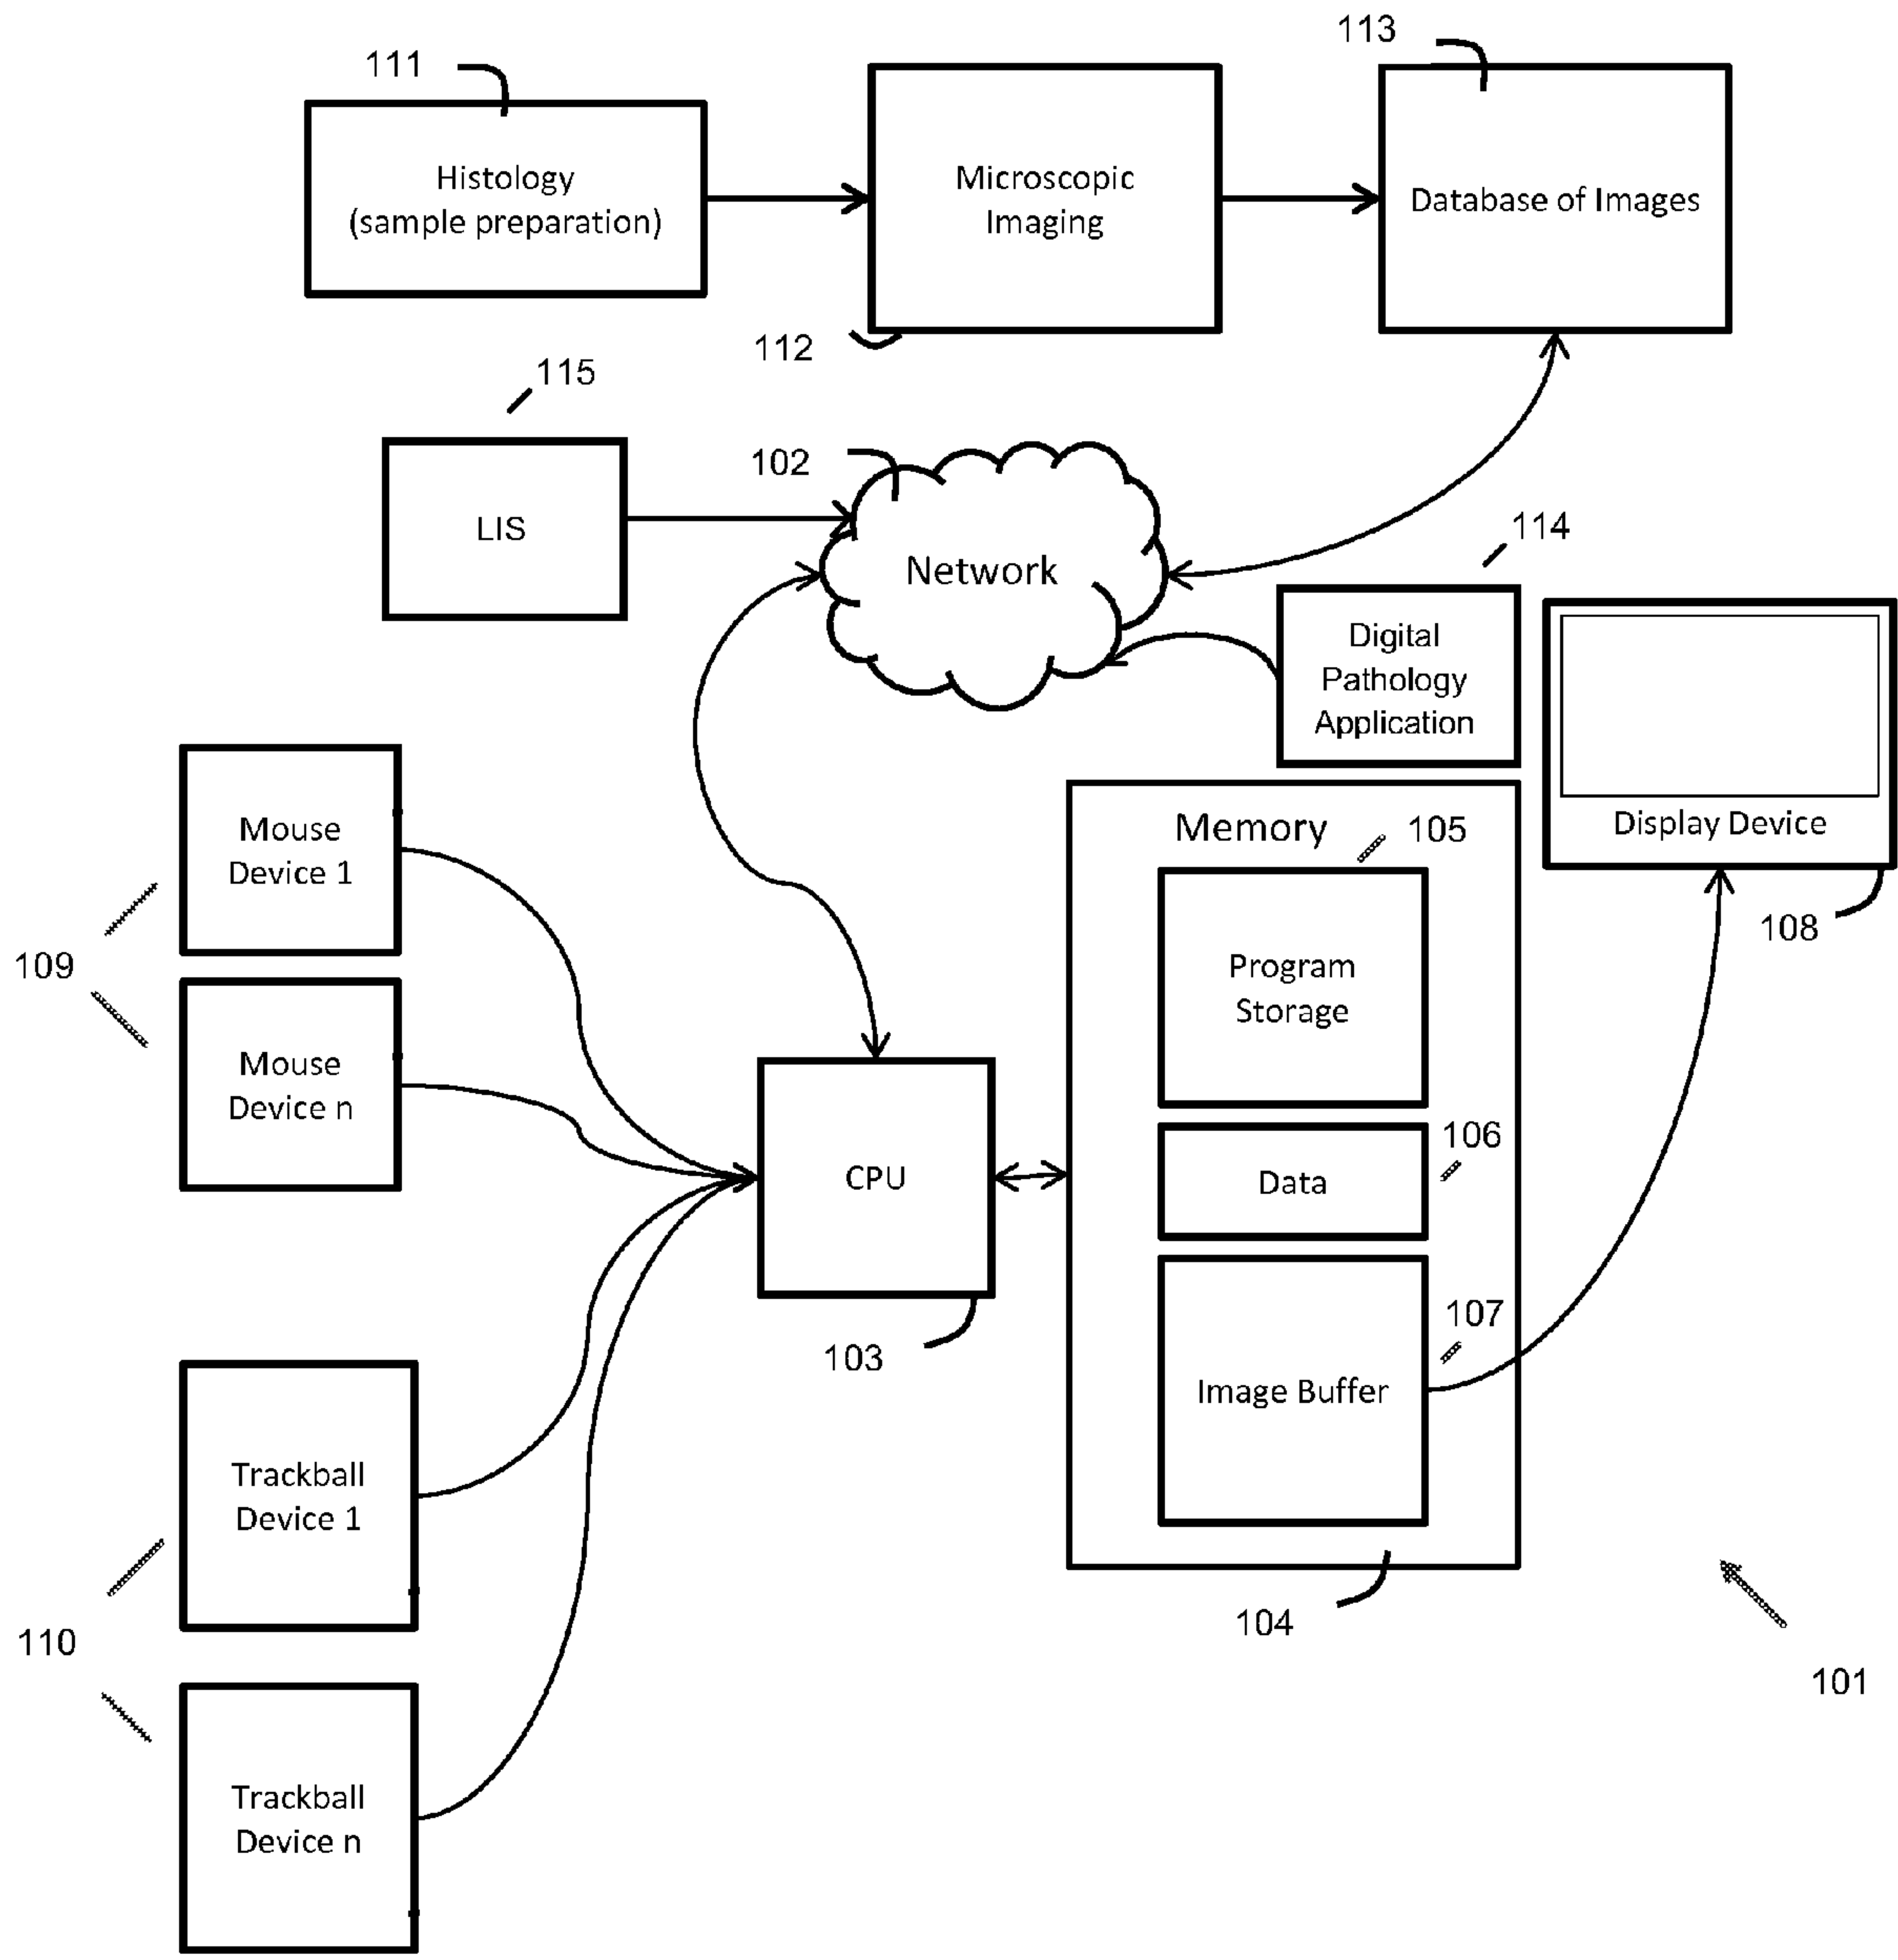 113
111
Histology
(sample preparation)
Microscopic
Imaging
Database of Images
112
115
102
LIS
Network
114
Digital
Pathology
Application
Mouse
Device 1
Memory
105
Display Device
108
109
Program
Storage
Mouse
Device n
106
CPU
Data
107
103
Image Buffer
Trackball
Device 1
104
110
101
Trackball
Device n